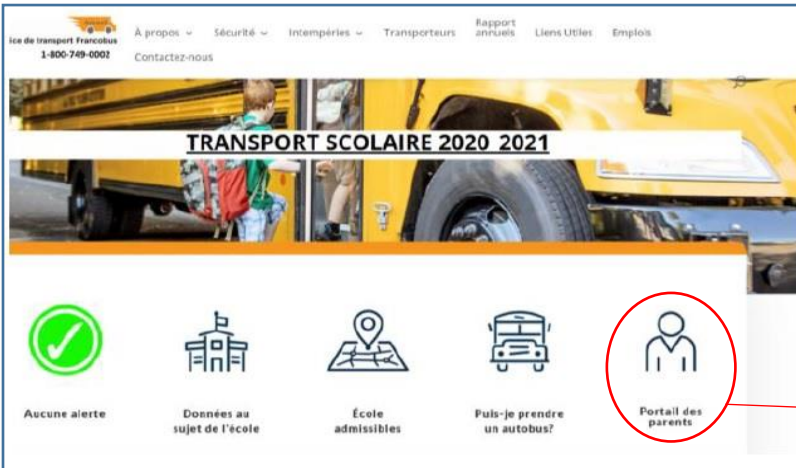 ice de transport Francobus
1-800-749-0002
À propos Sécurité Intempéries Transporteurs Rapport annuels Liens Utiles Emplois
Contactez-nous
TRANSPORT SCOLAIRE 2020 2021
Aucune alerte
Données au
sujet de l'école
École
admissibles
Puis-je prendre
un autobus?
Portail des
parents